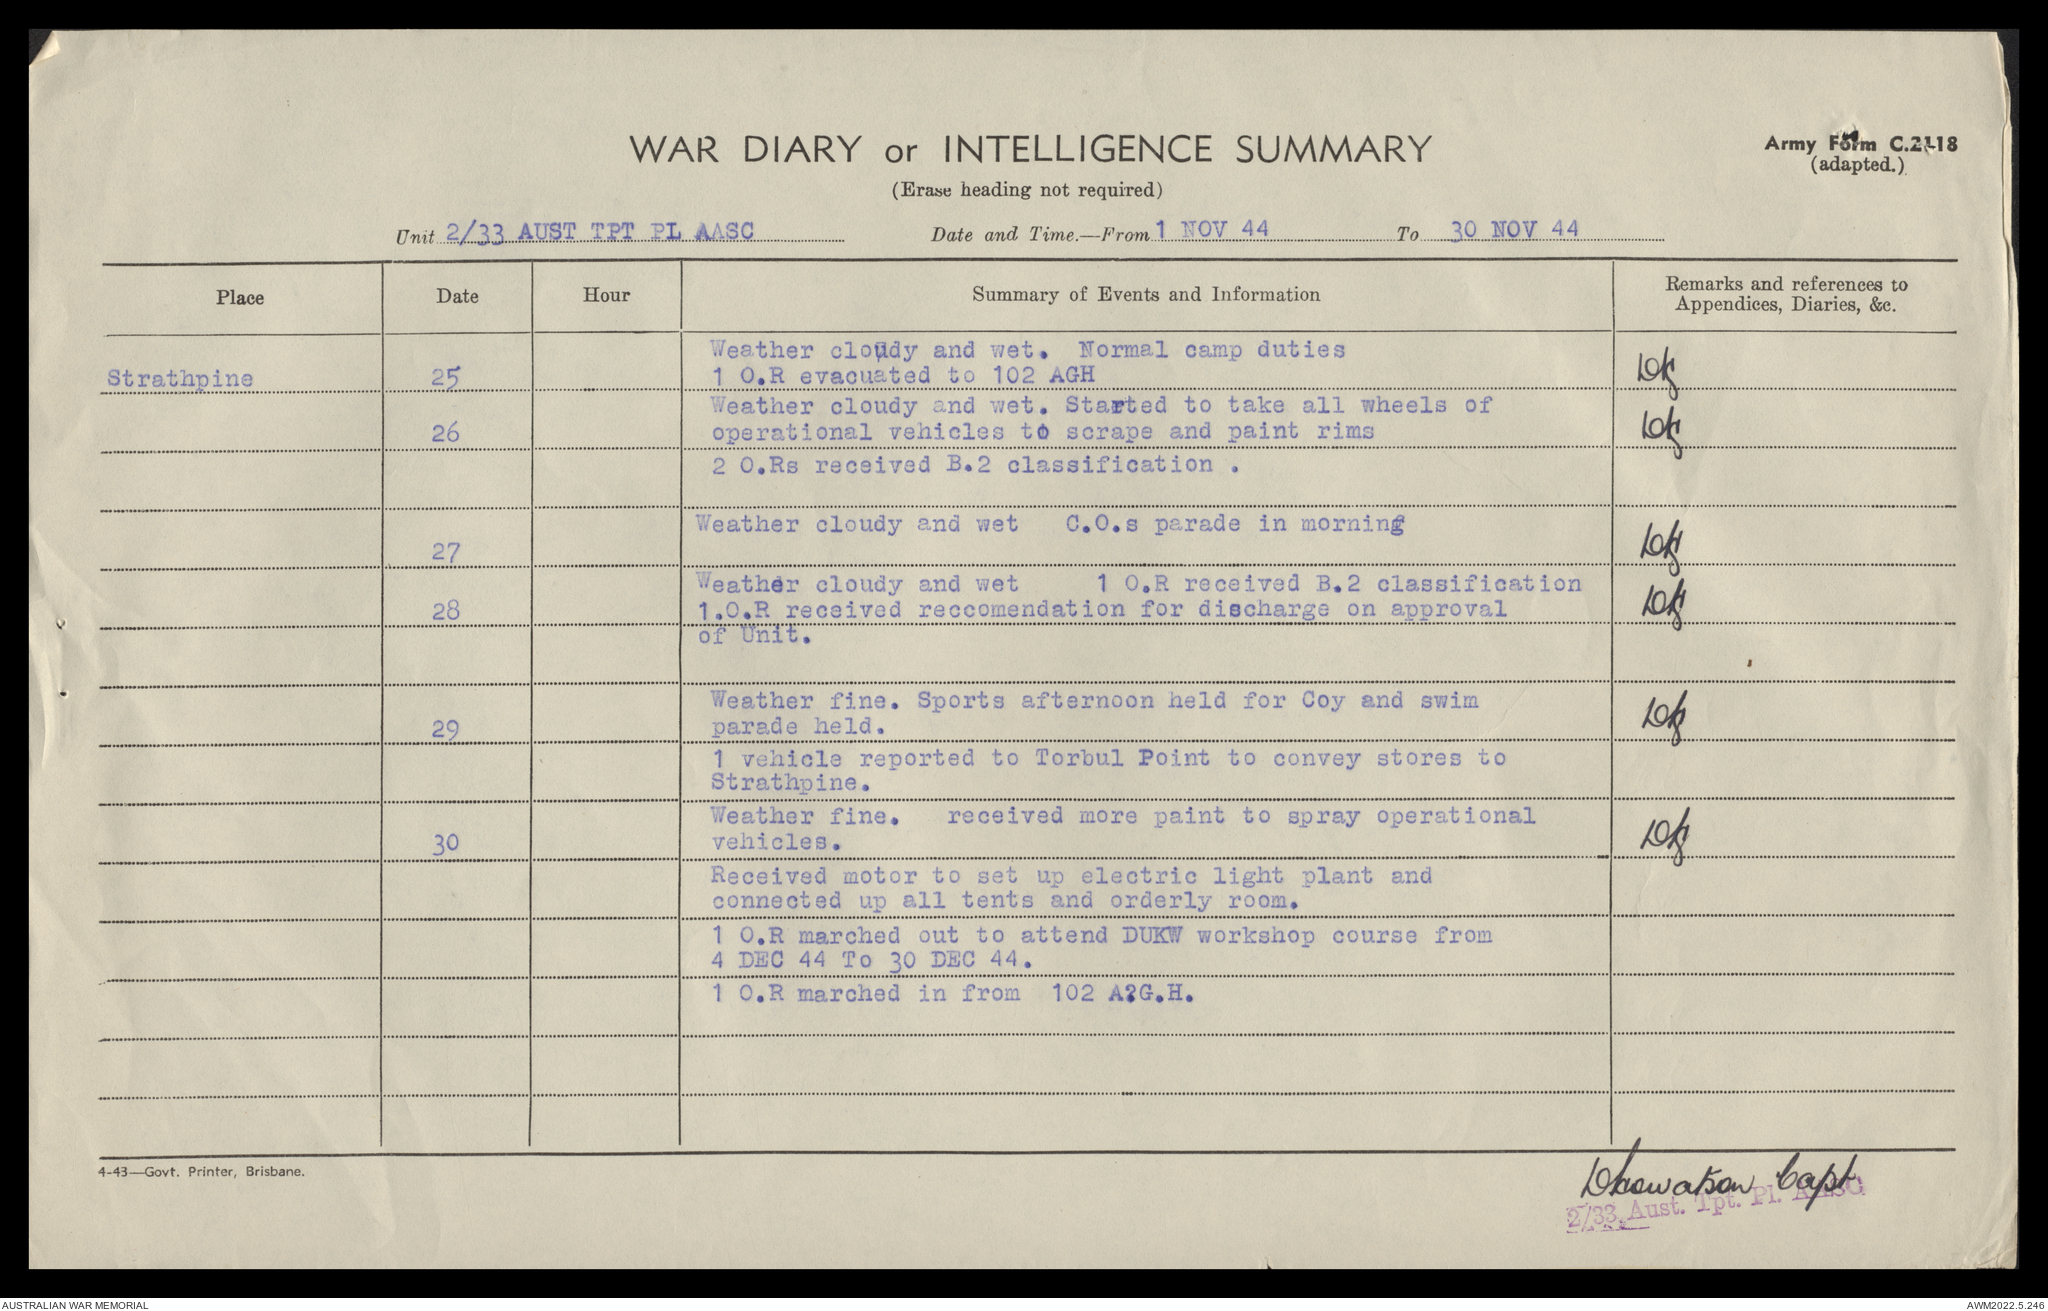 WAR DIARY or INTELLIGENCE SUMMARY
(Erase heading not required)
Army Form C.2118
(adapted.)
Unit 2/33 AUST TPT PL AASC Date and Time.—From 1 NOV 44 To 30 NOV 44
Place Date Hour Summary of Events and Information Remarks and references to
Appendices, Diaries, &c.
Weather cloudy and wet. Normal camp duties
Strathpine 25 1 O.R evacuated to 102 AGH
Weather cloudy and wet. Started to take all wheels of
26 operational vehicles to scrape and paint rims
2 O.Rs received B.2 classification .
Weather cloudy and wet C.O.s parade in morning
27
Weather cloudy and wet 1 O.R received B.2 classification
28 1.O.R received reccomendation for discharge on approval
of Unit.
Weather fine. Sports afternoon held for Coy and swim
29 parade held.
1 vehicle reported to Torbul Point to convey stores to
Strathpine.
Weather fine. received more paint to spray operational
30 vehicles.
Received motor to set up electric light plant and
connected up all tents and orderly room.
1 O.R marched out to attend DUKW workshop course from
4 DEC 44 To 30 DEC 44.
1 O.R marched in from 102 A?G.H.
4-43—Govt. Printer, Brisbane.
Capt
2/33 Aust. Tpt. Pl. AASC
AUSTRALIAN WAR MEMORIAL
AWM2022.5.246